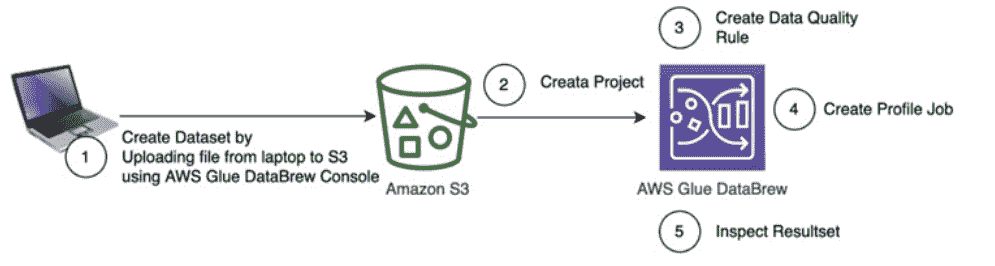 1
Create Dataset by
Uploading file from laptop to S3
using AWS Glue DataBrew Console
Amazon S3
2
Creata Project
3
Create Data Quality
Rule
AWS Glue DataBrew
4
Create Profile Job
5
Inspect Resultset